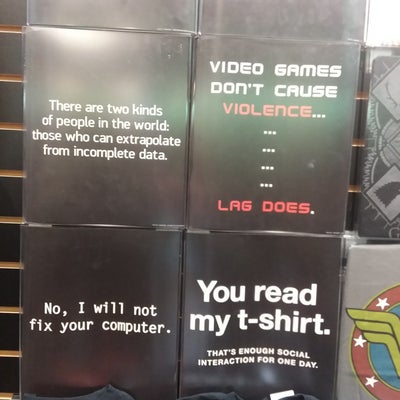 There are two kinds
of people in the world:
those who can extrapolate
from incomplete data.
VIDEO GAMES
DON'T CAUSE
VIOLENCE...
...
...
...
...
LAG DOES.
No, I will not
fix your computer.
You read
my t-shirt.
THAT'S ENOUGH SOCIAL
INTERACTION FOR ONE DAY.